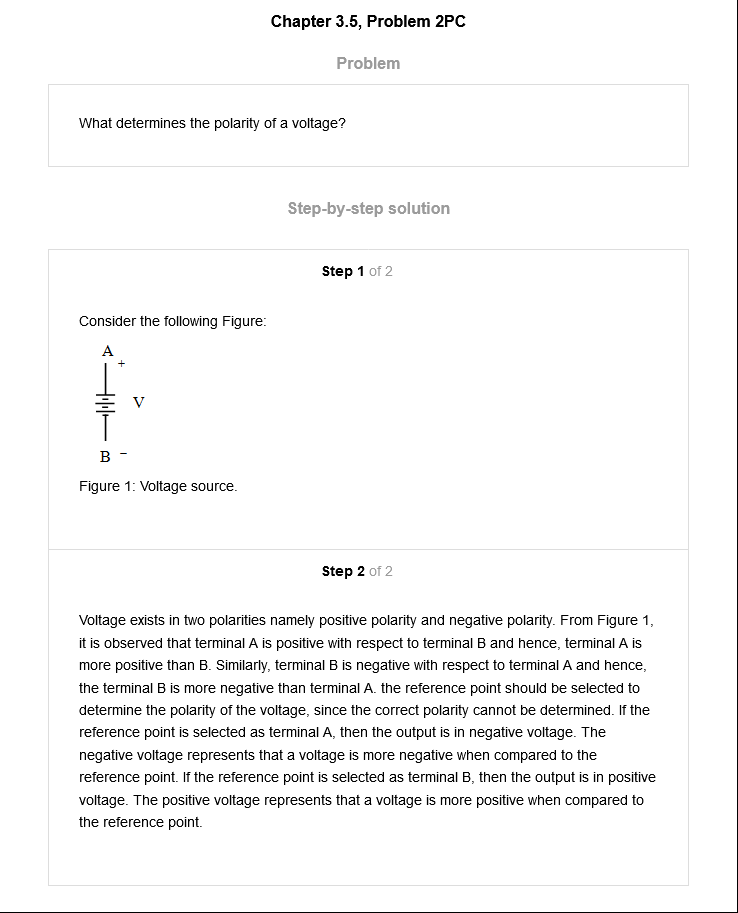 Chapter 3.5, Problem 2PC
Problem
What determines the polarity of a voltage?
Step-by-step solution
Step 1 of 2
Consider the following Figure:
A
+
V
B −
Figure 1: Voltage source.
Step 2 of 2
Voltage exists in two polarities namely positive polarity and negative polarity. From Figure 1,
it is observed that terminal A is positive with respect to terminal B and hence, terminal A is
more positive than B. Similarly, terminal B is negative with respect to terminal A and hence,
the terminal B is more negative than terminal A. the reference point should be selected to
determine the polarity of the voltage, since the correct polarity cannot be determined. If the
reference point is selected as terminal A, then the output is in negative voltage. The
negative voltage represents that a voltage is more negative when compared to the
reference point. If the reference point is selected as terminal B, then the output is in positive
voltage. The positive voltage represents that a voltage is more positive when compared to
the reference point.